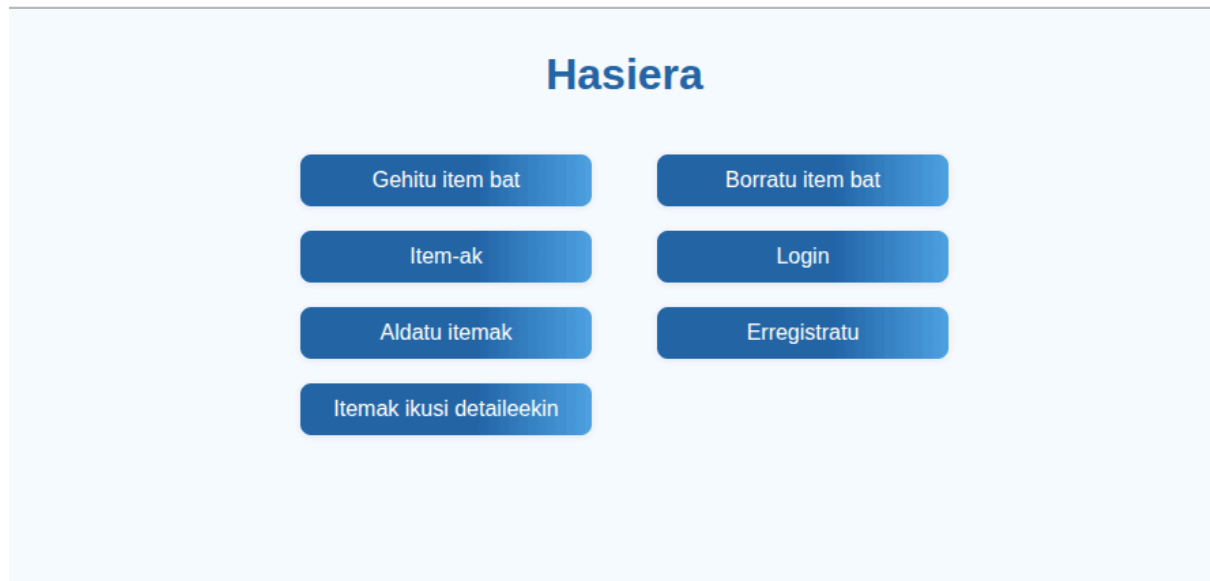 Hasiera
Gehitu item bat
Borratu item bat
Item-ak
Login
Aldatu itemak
Erregistratu
Itemak ikusi detaileekin